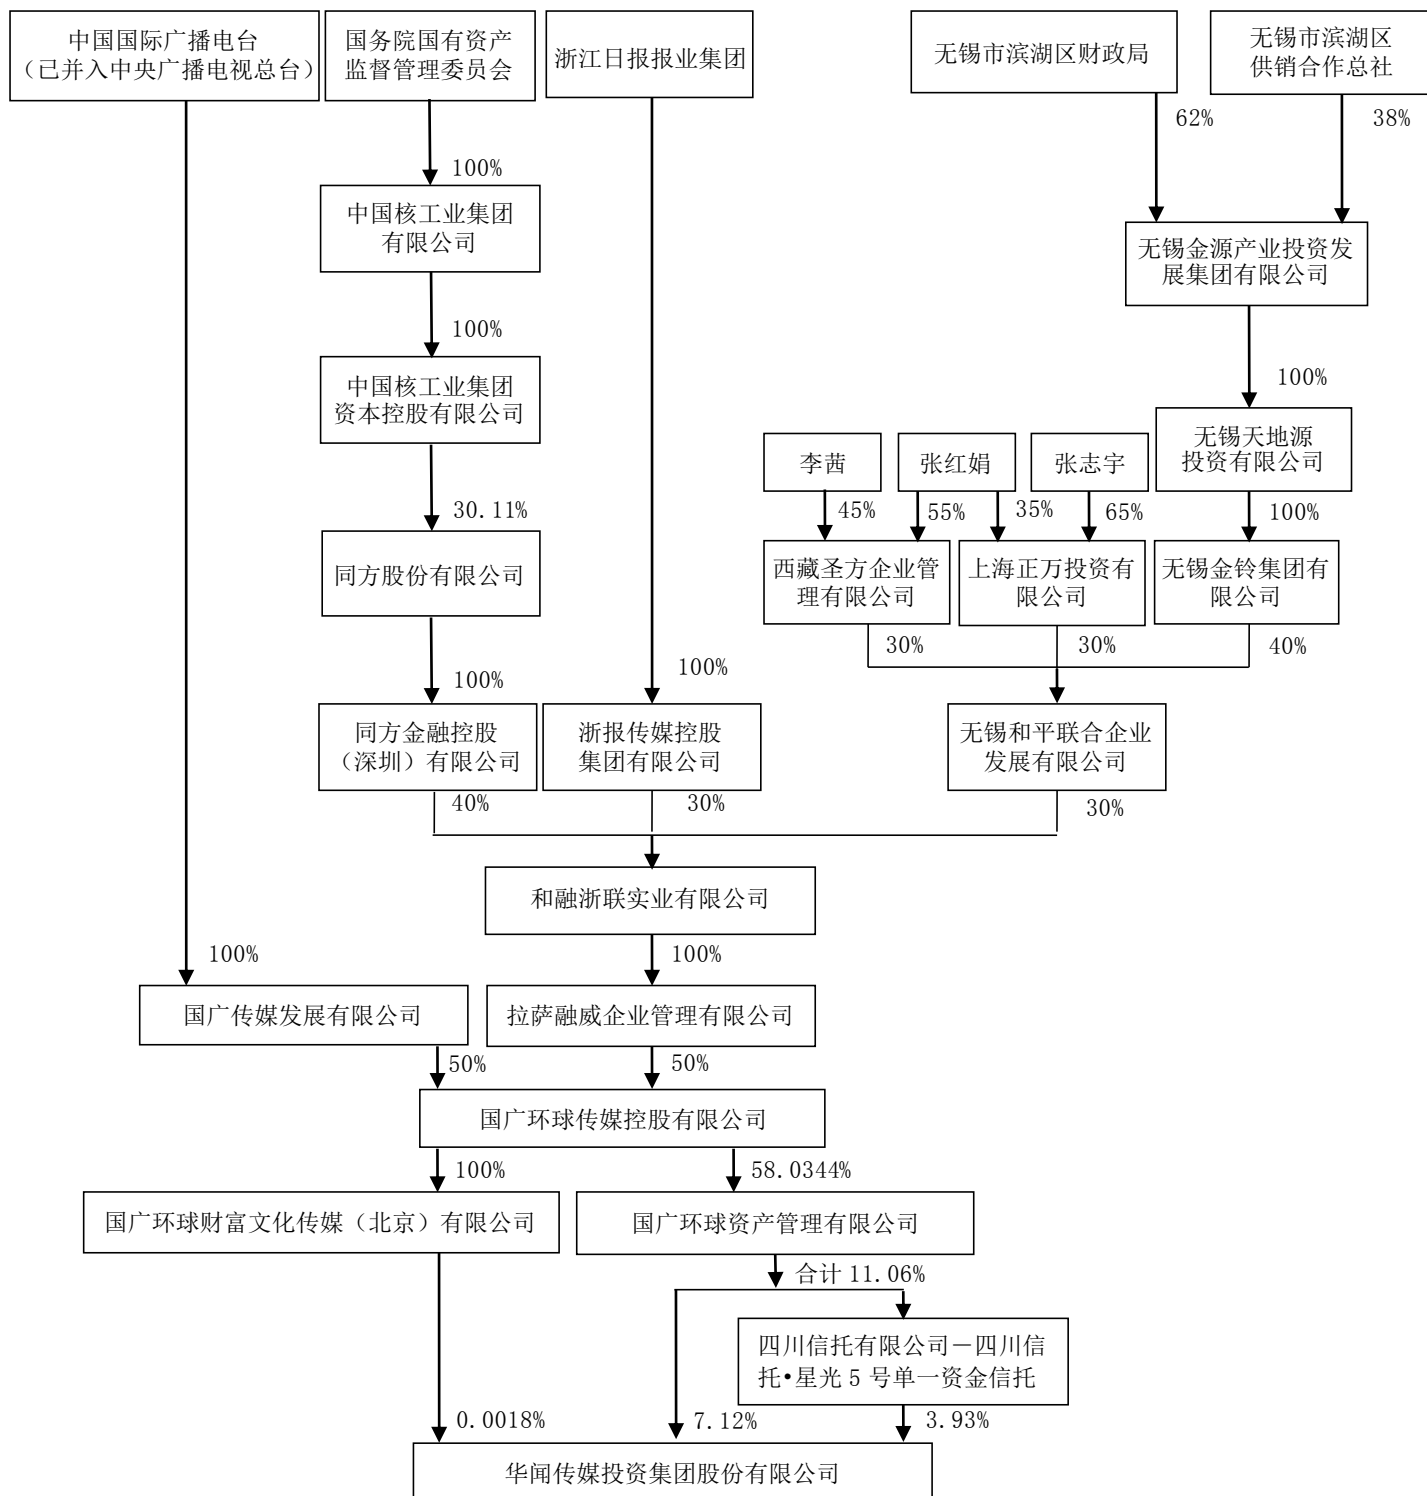 中国国际广播电台
（已并入中央广播电视总台）
国务院国有资产
监督管理委员会
浙江日报报业集团
无锡市滨湖区财政局
无锡市滨湖区
供销合作总社
62%
38%
100%
中国核工业集团
有限公司
无锡金源产业投资发
展集团有限公司
100%
100%
中国核工业集团
资本控股有限公司
无锡天地源
投资有限公司
李茜
张红娟
张志宇
30.11%
45%
55%
35%
65%
100%
同方股份有限公司
西藏圣方企业管
理有限公司
上海正万投资有
限公司
无锡金铃集团有
限公司
30%
30%
40%
100%
100%
同方金融控股
（深圳）有限公司
浙报传媒控股
集团有限公司
无锡和平联合企业
发展有限公司
40%
30%
30%
和融浙联实业有限公司
100%
100%
国广传媒发展有限公司
拉萨融威企业管理有限公司
50%
50%
国广环球传媒控股有限公司
100%
58.0344%
国广环球财富文化传媒（北京）有限公司
国广环球资产管理有限公司
合计 11.06%
四川信托有限公司－四川信
托•星光 5 号单一资金信托
0.0018%
7.12%
3.93%
华闻传媒投资集团股份有限公司